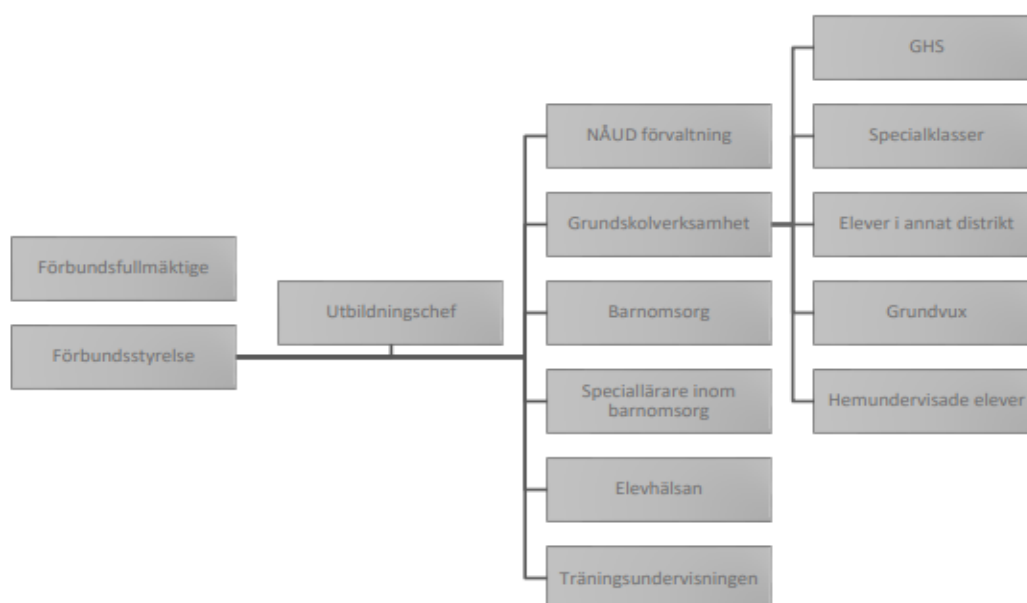 Förbundsfullmäktige
Förbundsstyrelse
Utbildningschef
NÅUD förvaltning
Grundskolverksamhet
Barnomsorg
Speciallärare inom
barnomsorg
Elevhälsan
Träningsundervisningen
GHS
Specialklasser
Elever i annat distrikt
Grundvux
Hemundervisade elever